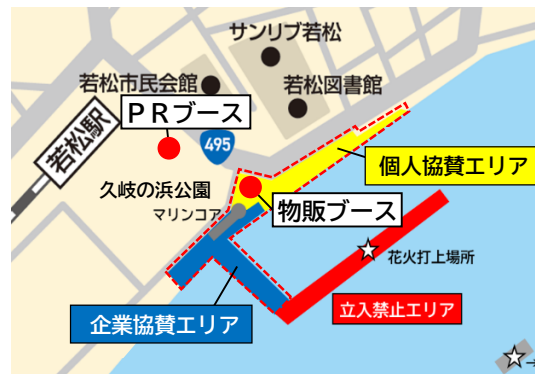 サンリブ若松
若松市民会館
若松図書館
PRブース
若松駅
495
個人協賛エリア
久岐の浜公園
マリンコア
物販ブース
花火打上場所
立入禁止エリア
企業協賛エリア
→